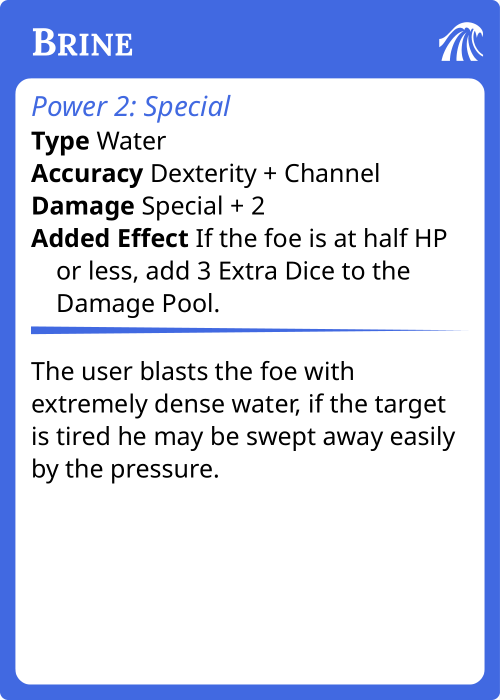 BRINE
Power 2: Special
Type Water
Accuracy Dexterity + Channel
Damage Special + 2
Added Effect If the foe is at half HP
or less, add 3 Extra Dice to the
Damage Pool.
The user blasts the foe with
extremely dense water, if the target
is tired he may be swept away easily
by the pressure.